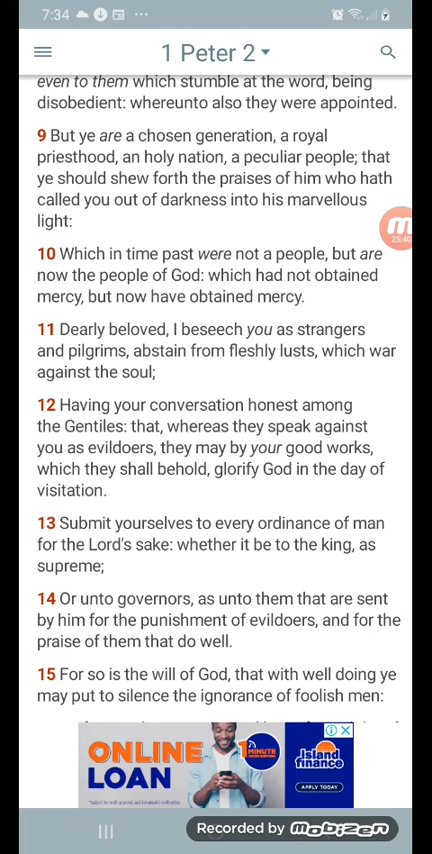 7:34
1 Peter 2
even to them which stumble at the word, being
disobedient: whereunto also they were appointed.
9 But ye are a chosen generation, a royal
priesthood, an holy nation, a peculiar people; that
ye should shew forth the praises of him who hath
called you out of darkness into his marvellous
light:
25:40
10 Which in time past were not a people, but are
now the people of God: which had not obtained
mercy, but now have obtained mercy.
11 Dearly beloved, I beseech you as strangers
and pilgrims, abstain from fleshly lusts, which war
against the soul;
12 Having your conversation honest among
the Gentiles: that, whereas they speak against
you as evildoers, they may by your good works,
which they shall behold, glorify God in the day of
visitation.
13 Submit yourselves to every ordinance of man
for the Lord's sake: whether it be to the king, as
supreme;
14 Or unto governors, as unto them that are sent
by him for the punishment of evildoers, and for the
praise of them that do well.
15 For so is the will of God, that with well doing ye
may put to silence the ignorance of foolish men:
ONLINE
LOAN
1 MINUTE
Island
finance
APPLY TODAY
Recorded by mobizen